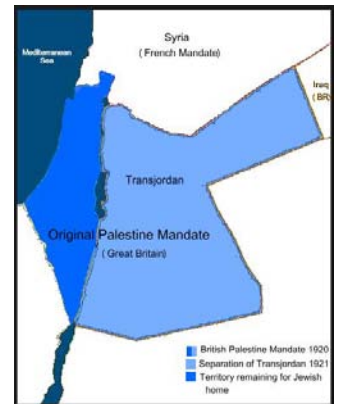 Mediterranean
Sea
Syria
( French Mandate)
Iraq
( BR)
Transjordan
Original Palestine Mandate
( Great Britain)
British Palestine Mandate 1920
Separation of Transjordan 1921
Territory remaining for Jewish
home